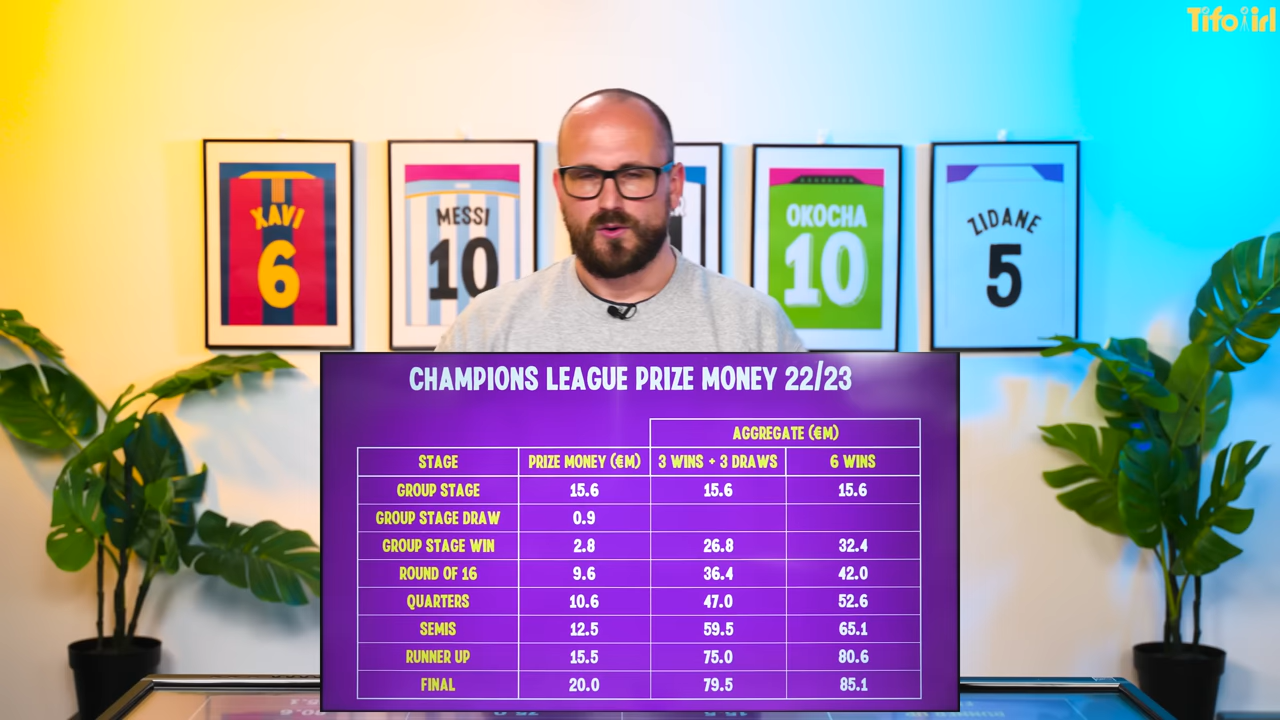 Tifo irl
XAVI
6
MESSI
10
OKOCHA
10
ZIDANE
5
CHAMPIONS LEAGUE PRIZE MONEY 22/23
AGGREGATE (€M)
STAGE PRIZE MONEY (€M) 3 WINS + 3 DRAWS 6 WINS
GROUP STAGE 15.6 15.6 15.6
GROUP STAGE DRAW 0.9
GROUP STAGE WIN 2.8 26.8 32.4
ROUND OF 16 9.6 36.4 42.0
QUARTERS 10.6 47.0 52.6
SEMIS 12.5 59.5 65.1
RUNNER UP 15.5 75.0 80.6
FINAL 20.0 79.5 85.1